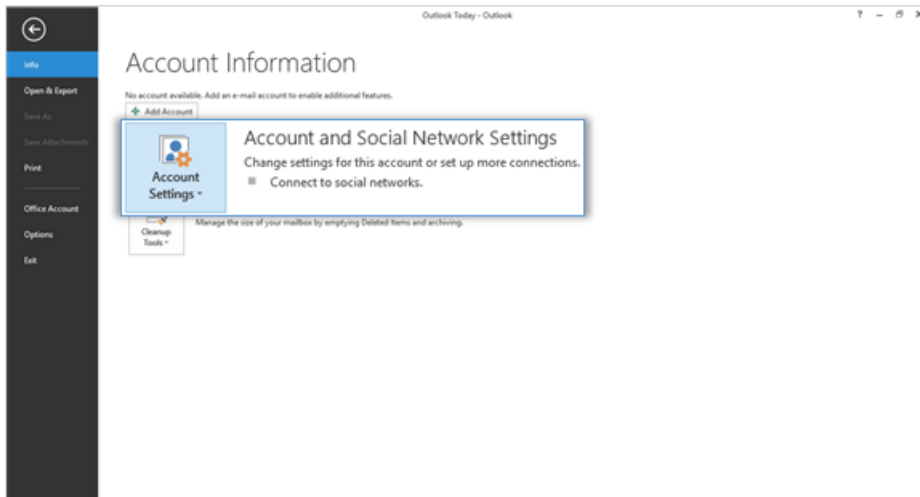 Outlook Today - Outlook
?
Info
Open & Export
Save As
Save Attachments
Print
Office Account
Options
Exit
Account Information
No account available. Add an e-mail account to enable additional features.
Add Account
Account
Settings
Account and Social Network Settings
Change settings for this account or set up more connections.
Connect to social networks.
Cleanup
Tools
Manage the size of your mailbox by emptying Deleted Items and archiving.